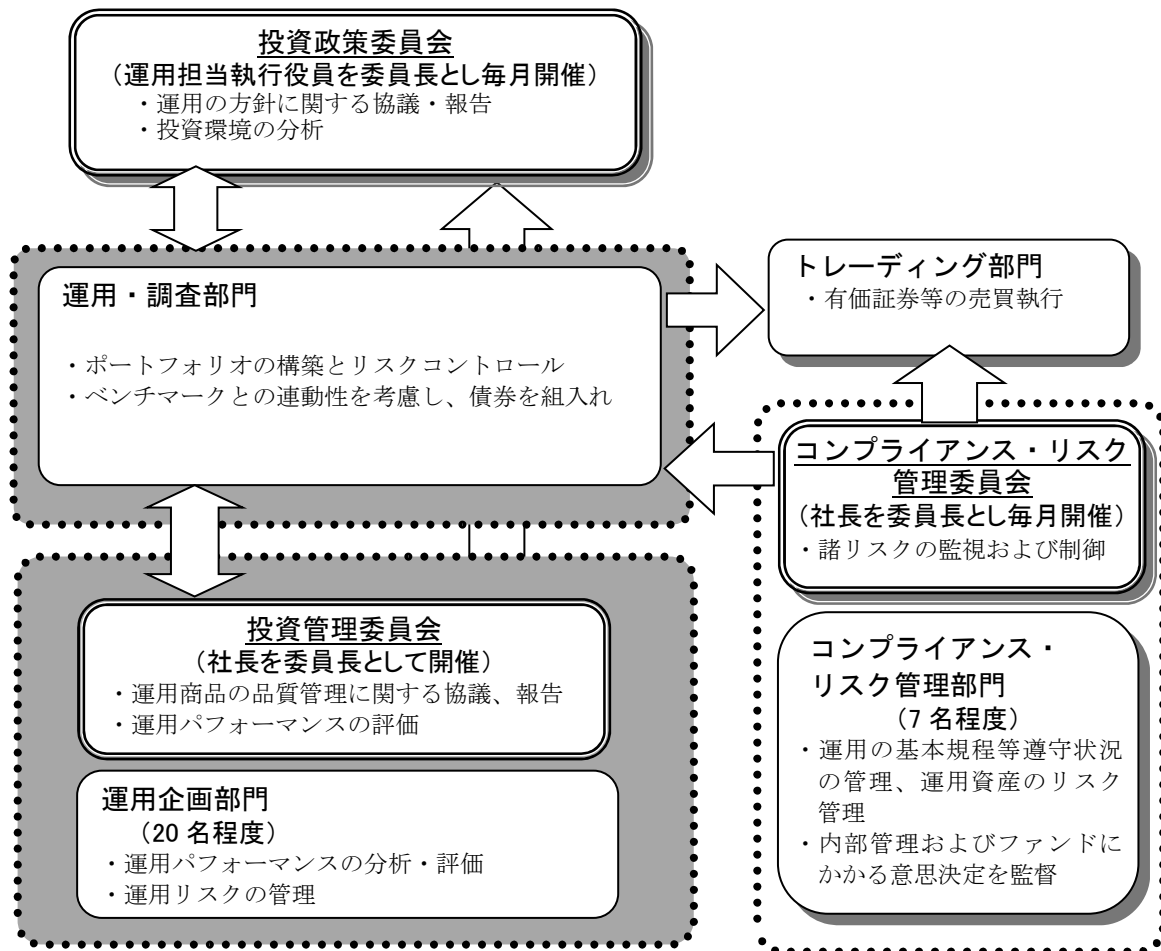 投資政策委員会
（運用担当執行役員を委員長とし毎月開催）
・運用の方針に関する協議・報告
・投資環境の分析
運用・調査部門
・ポートフォリオの構築とリスクコントロール
・ベンチマークとの連動性を考慮し、債券を組入れ
トレーディング部門
・有価証券等の売買執行
コンプライアンス・リスク
管理委員会
（社長を委員長とし毎月開催）
・諸リスクの監視および制御
投資管理委員会
（社長を委員長として開催）
・運用商品の品質管理に関する協議、報告
・運用パフォーマンスの評価
運用企画部門
（20 名程度）
・運用パフォーマンスの分析・評価
・運用リスクの管理
コンプライアンス・
リスク管理部門
（7 名程度）
・運用の基本規程等遵守状況
の管理、運用資産のリスク
管理
・内部管理およびファンドに
かかる意思決定を監督